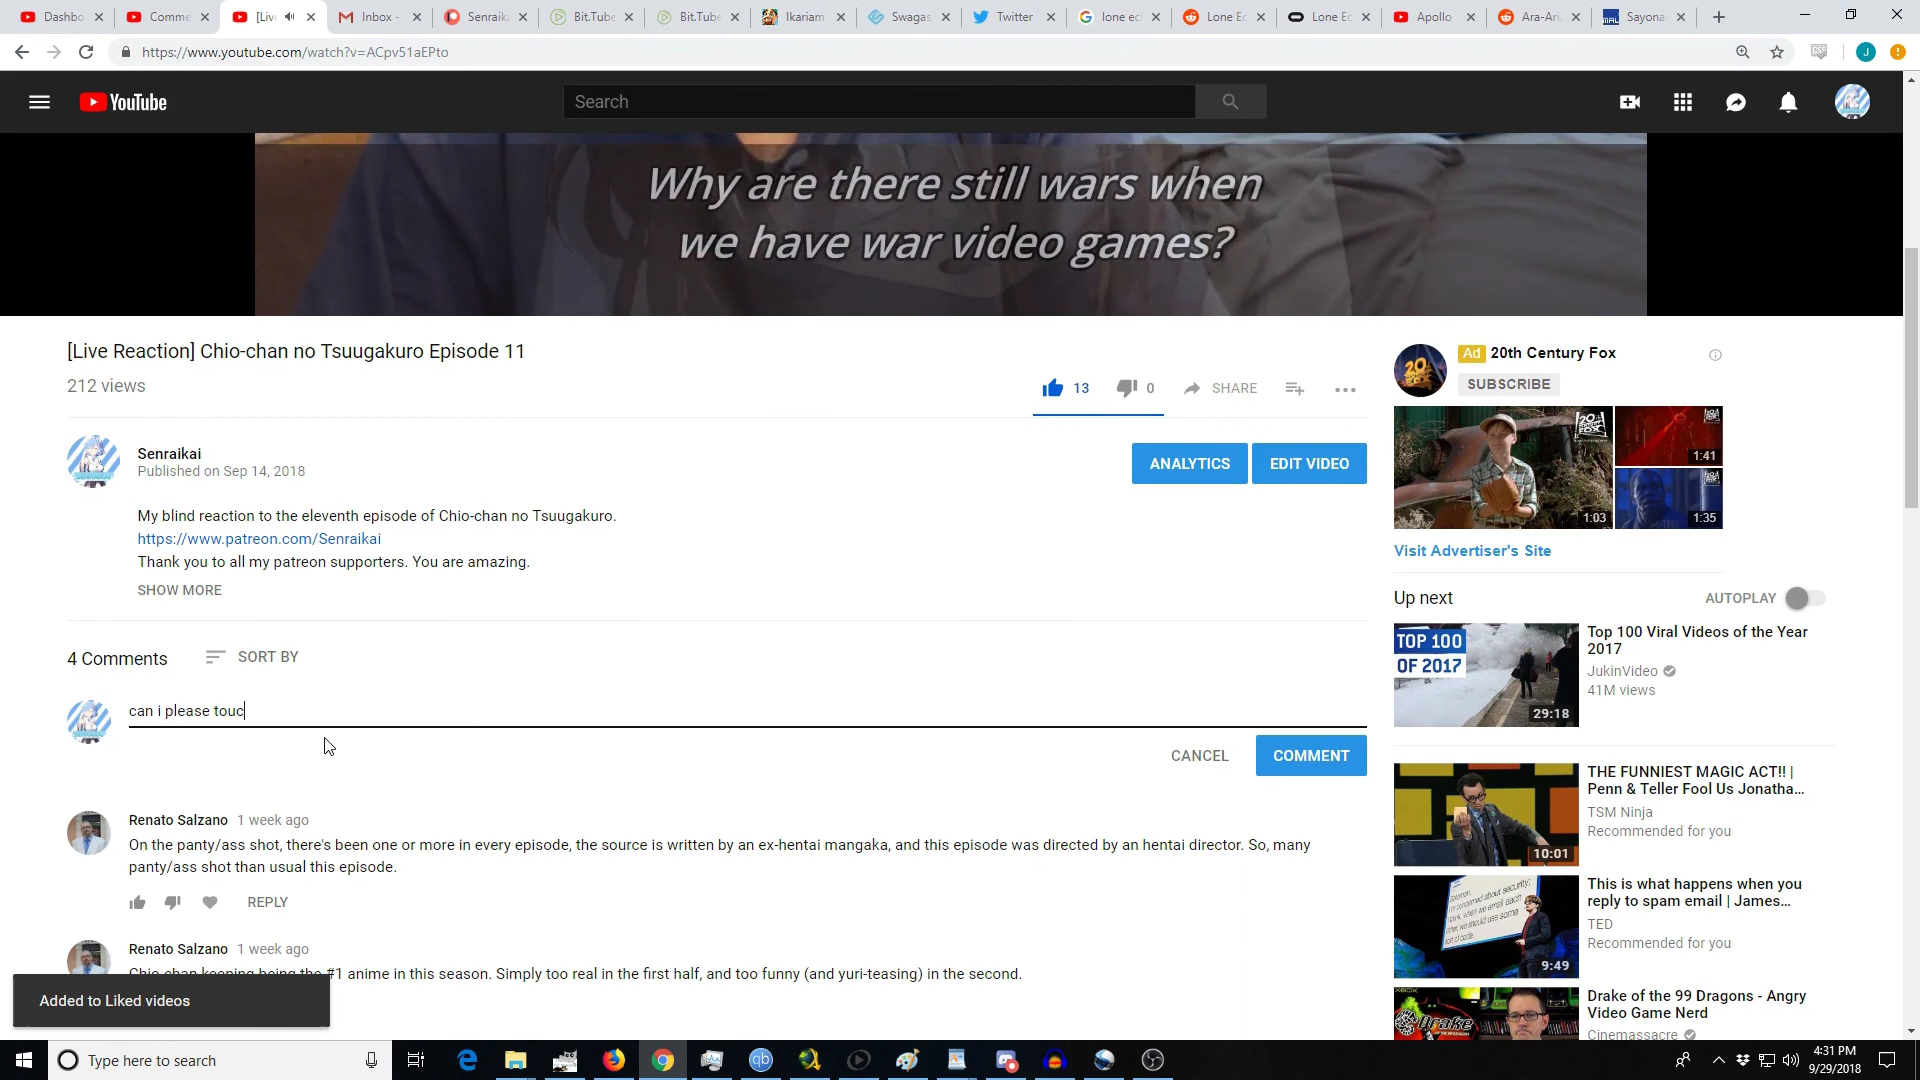 Dashbo
Comme
[Liv
Inbox -
Senraik
Bit.Tube
Bit.Tube
Ikariam
Swagas
Twitter
lone ec
Lone Ec
Lone Ec
Apollo
Ara-Ari
Sayona
https://www.youtube.com/watch?v=ACpv51aEPto
J
YouTube
Search
Why are there still wars when
we have war video games?
[Live Reaction] Chio-chan no Tsuugakuro Episode 11
212 views
13
0
SHARE
Senraikai
Published on Sep 14, 2018
ANALYTICS
EDIT VIDEO
My blind reaction to the eleventh episode of Chio-chan no Tsuugakuro.
https://www.patreon.com/Senraikai
Thank you to all my patreon supporters. You are amazing.
SHOW MORE
4 Comments
SORT BY
can i please touc
CANCEL
COMMENT
Renato Salzano 1 week ago
On the panty/ass shot, there's been one or more in every episode, the source is written by an ex-hentai mangaka, and this episode was directed by an hentai director. So, many
panty/ass shot than usual this episode.
REPLY
Renato Salzano 1 week ago
Chio-chan keeping being the #1 anime in this season. Simply too real in the first half, and too funny (and yuri-teasing) in the second.
Added to Liked videos
Ad 20th Century Fox
SUBSCRIBE
1:03
1:41
1:35
Visit Advertiser's Site
Up next
AUTOPLAY
TOP 100
OF 2017
29:18
Top 100 Viral Videos of the Year
2017
JukinVideo
41M views
10:01
THE FUNNIEST MAGIC ACT!! |
Penn & Teller Fool Us Jonatha...
TSM Ninja
Recommended for you
9:49
This is what happens when you
reply to spam email | James...
TED
Recommended for you
Drake of the 99 Dragons - Angry
Video Game Nerd
Cinemassacre
Type here to search
4:31 PM
9/29/2018